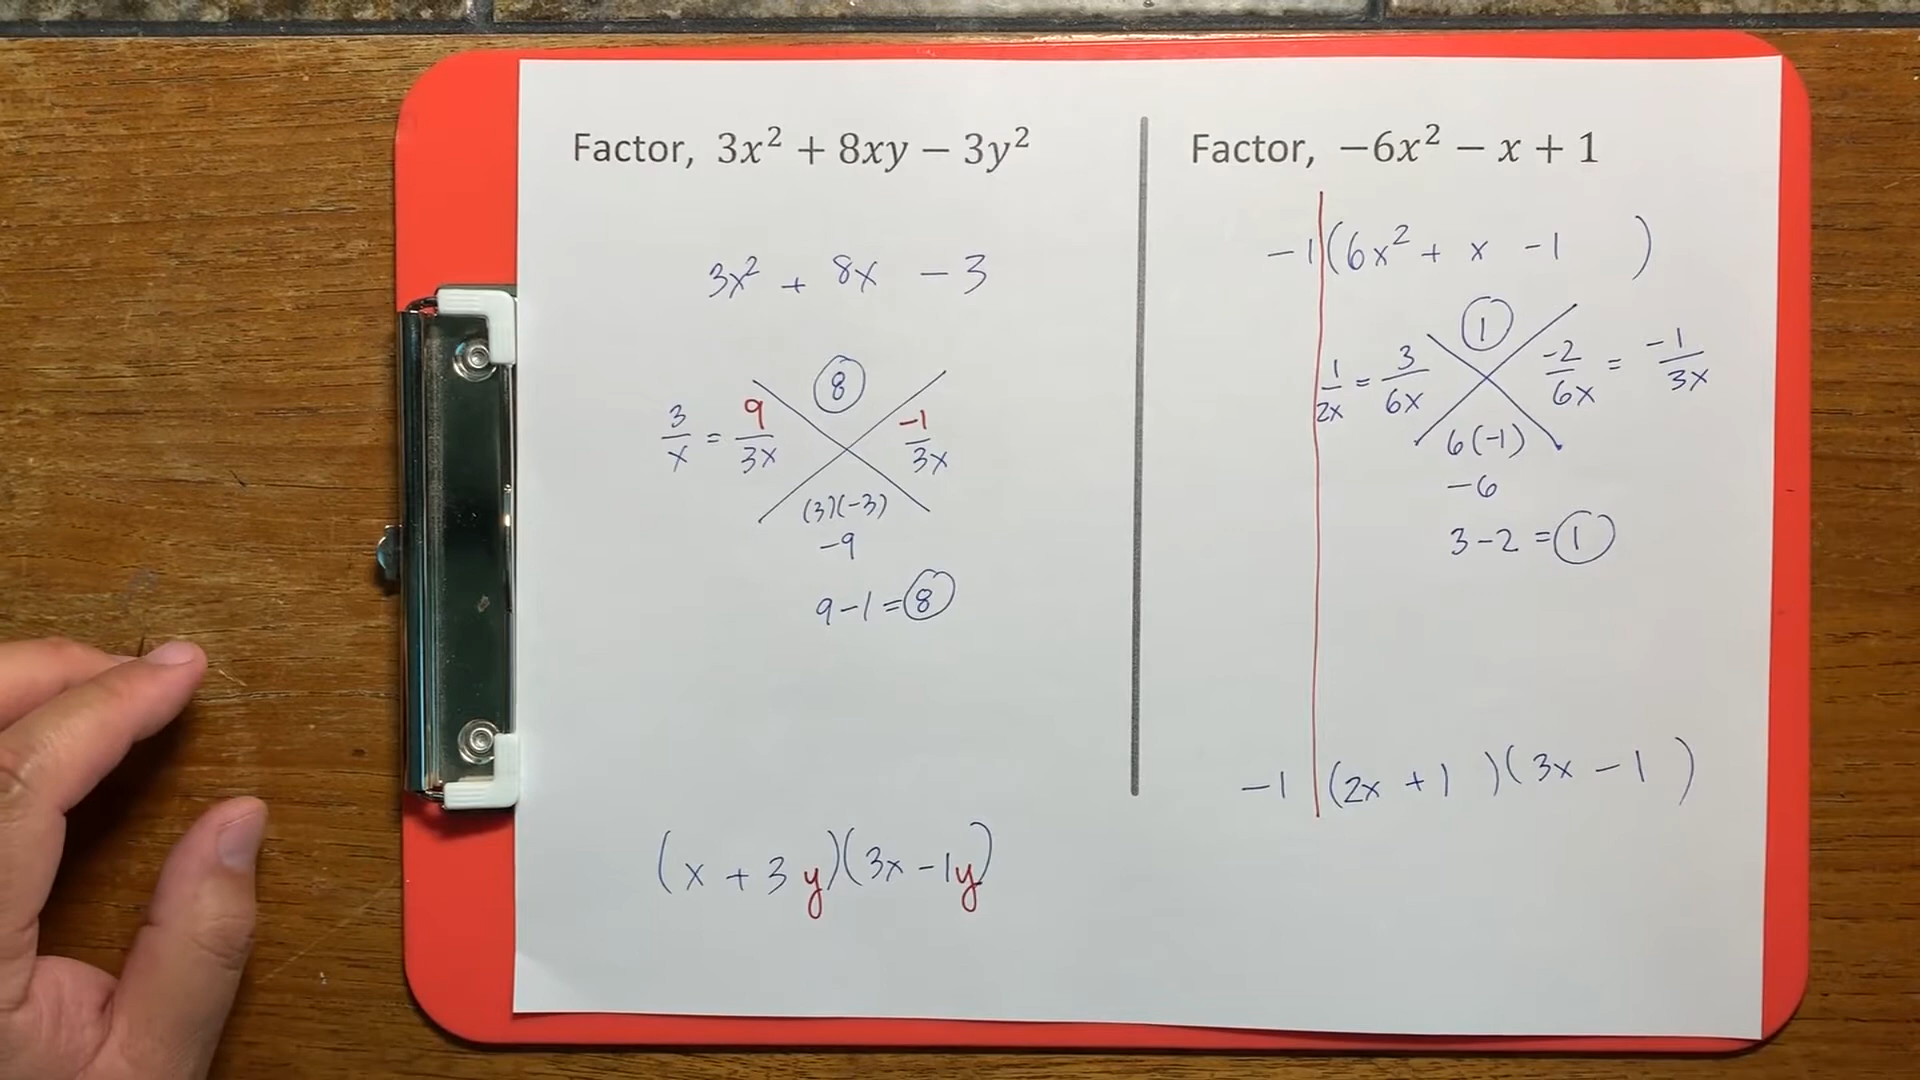 Factor, 3x² + 8xy − 3y²
3x² + 8x − 3
8
3/x = 9/3x -1/3x
(3)(-3)
-9
9-1=8
(x + 3y)(3x - 1y)
Factor, −6x² − x + 1
-1(6x² + x -1 )
1
1/2x = 3/6x -2/6x = -1/3x
6(-1)
-6
3-2=1
-1 (2x + 1 )(3x - 1 )